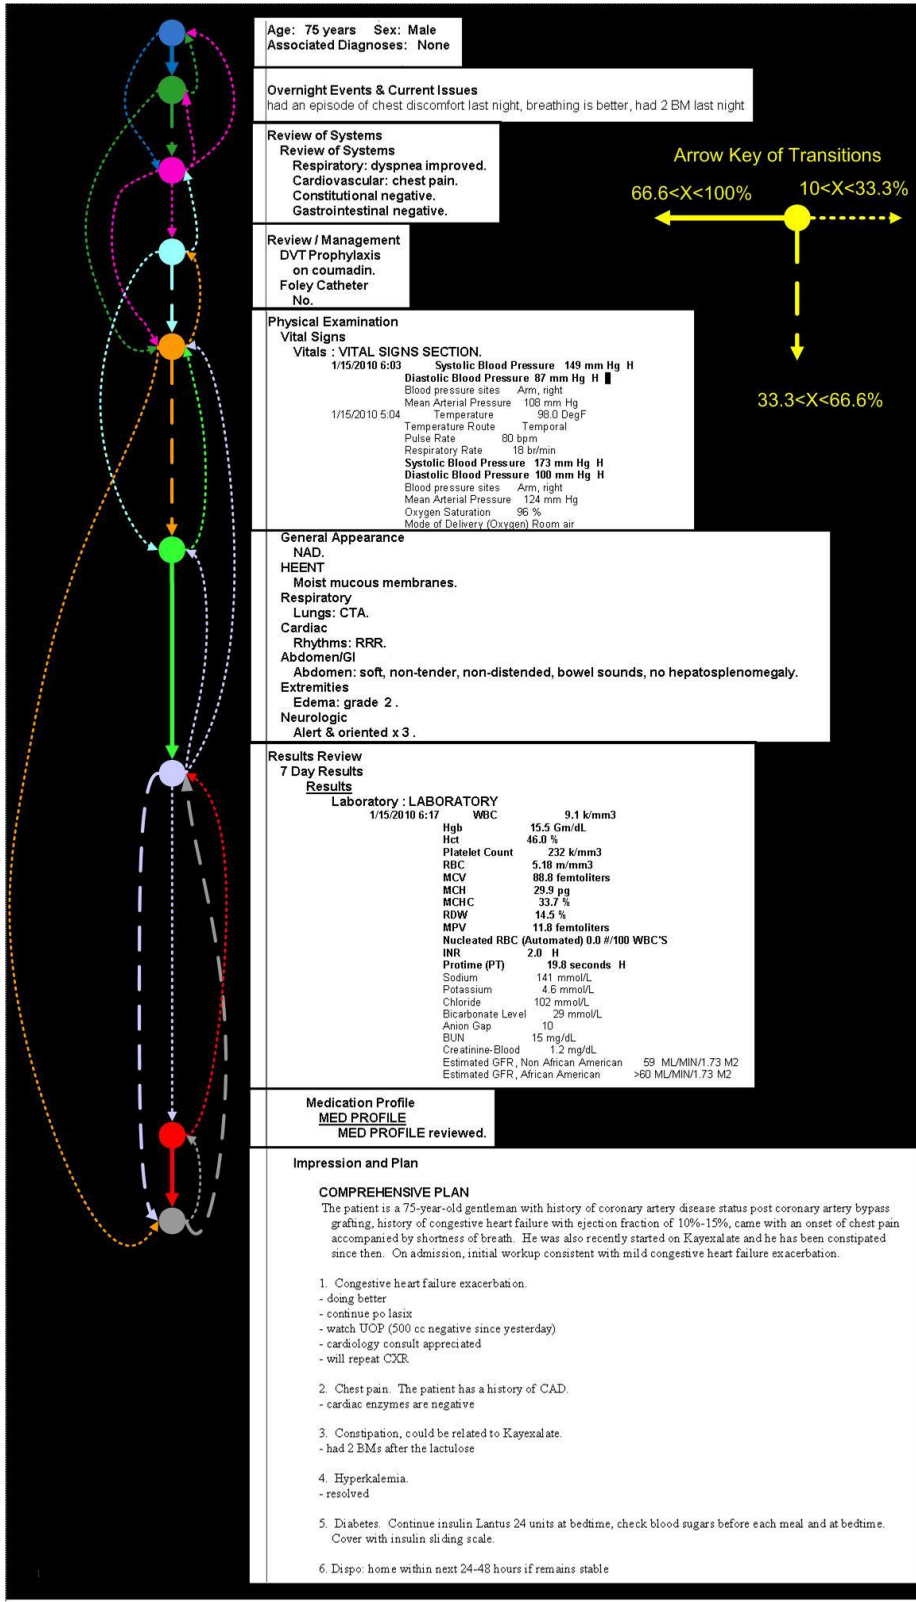 Age: 75 years Sex: Male
Associated Diagnoses: None
Overnight Events & Current Issues
had an episode of chest discomfort last night, breathing is better, had 2 BM last night
Review of Systems
Review of Systems
Respiratory: dyspnea improved.
Cardiovascular: chest pain.
Constitutional negative.
Gastrointestinal negative.
Arrow Key of Transitions
66.6<X<100% 10<X<33.3%
33.3<X<66.6%
Review / Management
DVT Prophylaxis
on coumadin.
Foley Catheter
No.
Physical Examination
Vital Signs
Vitals : VITAL SIGNS SECTION.
1/15/2010 6:03 Systolic Blood Pressure 149 mm Hg H
Diastolic Blood Pressure 87 mm Hg H
Blood pressure sites Arm, right
Mean Arterial Pressure 108 mm Hg
1/15/2010 5:04 Temperature 98.0 DegF
Temperature Route Temporal
Pulse Rate 80 bpm
Respiratory Rate 18 br/min
Systolic Blood Pressure 173 mm Hg H
Diastolic Blood Pressure 100 mm Hg H
Blood pressure sites Arm, right
Mean Arterial Pressure 124 mm Hg
Oxygen Saturation 96 %
Mode of Delivery (Oxygen) Room air
General Appearance
NAD.
HEENT
Moist mucous membranes.
Respiratory
Lungs: CTA.
Cardiac
Rhythms: RRR.
Abdomen/GI
Abdomen: soft, non-tender, non-distended, bowel sounds, no hepatosplenomegaly.
Extremities
Edema: grade 2 .
Neurologic
Alert & oriented x 3 .
Results Review
7 Day Results
Results
Laboratory : LABORATORY
1/15/2010 6:17 WBC 9.1 k/mm3
Hgb 15.5 Gm/dL
Hct 46.0 %
Platelet Count 232 k/mm3
RBC 5.18 m/mm3
MCV 88.8 femtoliters
MCH 29.9 pg
MCHC 33.7 %
RDW 14.5 %
MPV 11.8 femtoliters
Nucleated RBC (Automated) 0.0 #/100 WBC'S
INR 2.0 H
Protime (PT) 19.8 seconds H
Sodium 141 mmol/L
Potassium 4.6 mmol/L
Chloride 102 mmol/L
Bicarbonate Level 29 mmol/L
Anion Gap 10
BUN 15 mg/dL
Creatinine-Blood 1.2 mg/dL
Estimated GFR, Non African American 59 ML/MIN/1.73 M2
Estimated GFR, African American >60 ML/MIN/1.73 M2
Medication Profile
MED PROFILE
MED PROFILE reviewed.
Impression and Plan
COMPREHENSIVE PLAN
The patient is a 75-year-old gentleman with history of coronary artery disease status post coronary artery bypass
grafting, history of congestive heart failure with ejection fraction of 10%-15%, came with an onset of chest pain
accompanied by shortness of breath. He was also recently started on Kayexalate and he has been constipated
since then. On admission, initial workup consistent with mild congestive heart failure exacerbation.
1. Congestive heart failure exacerbation.
- doing better
- continue po lasix
- watch UOP (500 cc negative since yesterday)
- cardiology consult appreciated
- will repeat CXR
2. Chest pain. The patient has a history of CAD.
- cardiac enzymes are negative
3. Constipation, could be related to Kayexalate.
- had 2 BMs after the lactulose
4. Hyperkalemia.
- resolved
5. Diabetes. Continue insulin Lantus 24 units at bedtime, check blood sugars before each meal and at bedtime.
Cover with insulin sliding scale.
6. Dispo: home within next 24-48 hours if remains stable